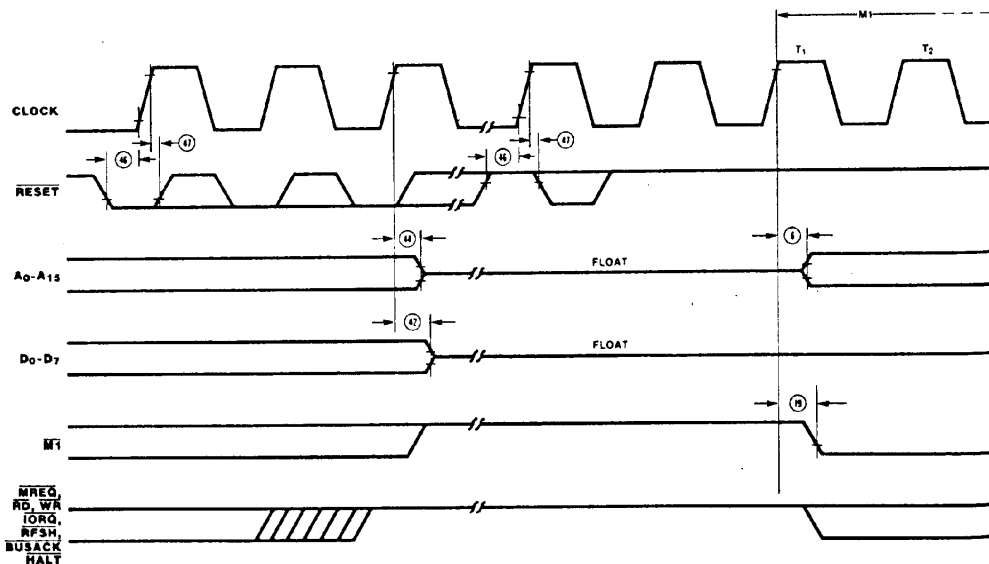 M1
T₁ T₂
CLOCK
46 47 46 47
RESET
44 6
A₀-A₁₅ FLOAT
42
D₀-D₇ FLOAT
19
M1
MREQ,
RD, WR
IORQ,
RFSH,
BUSACK
HALT